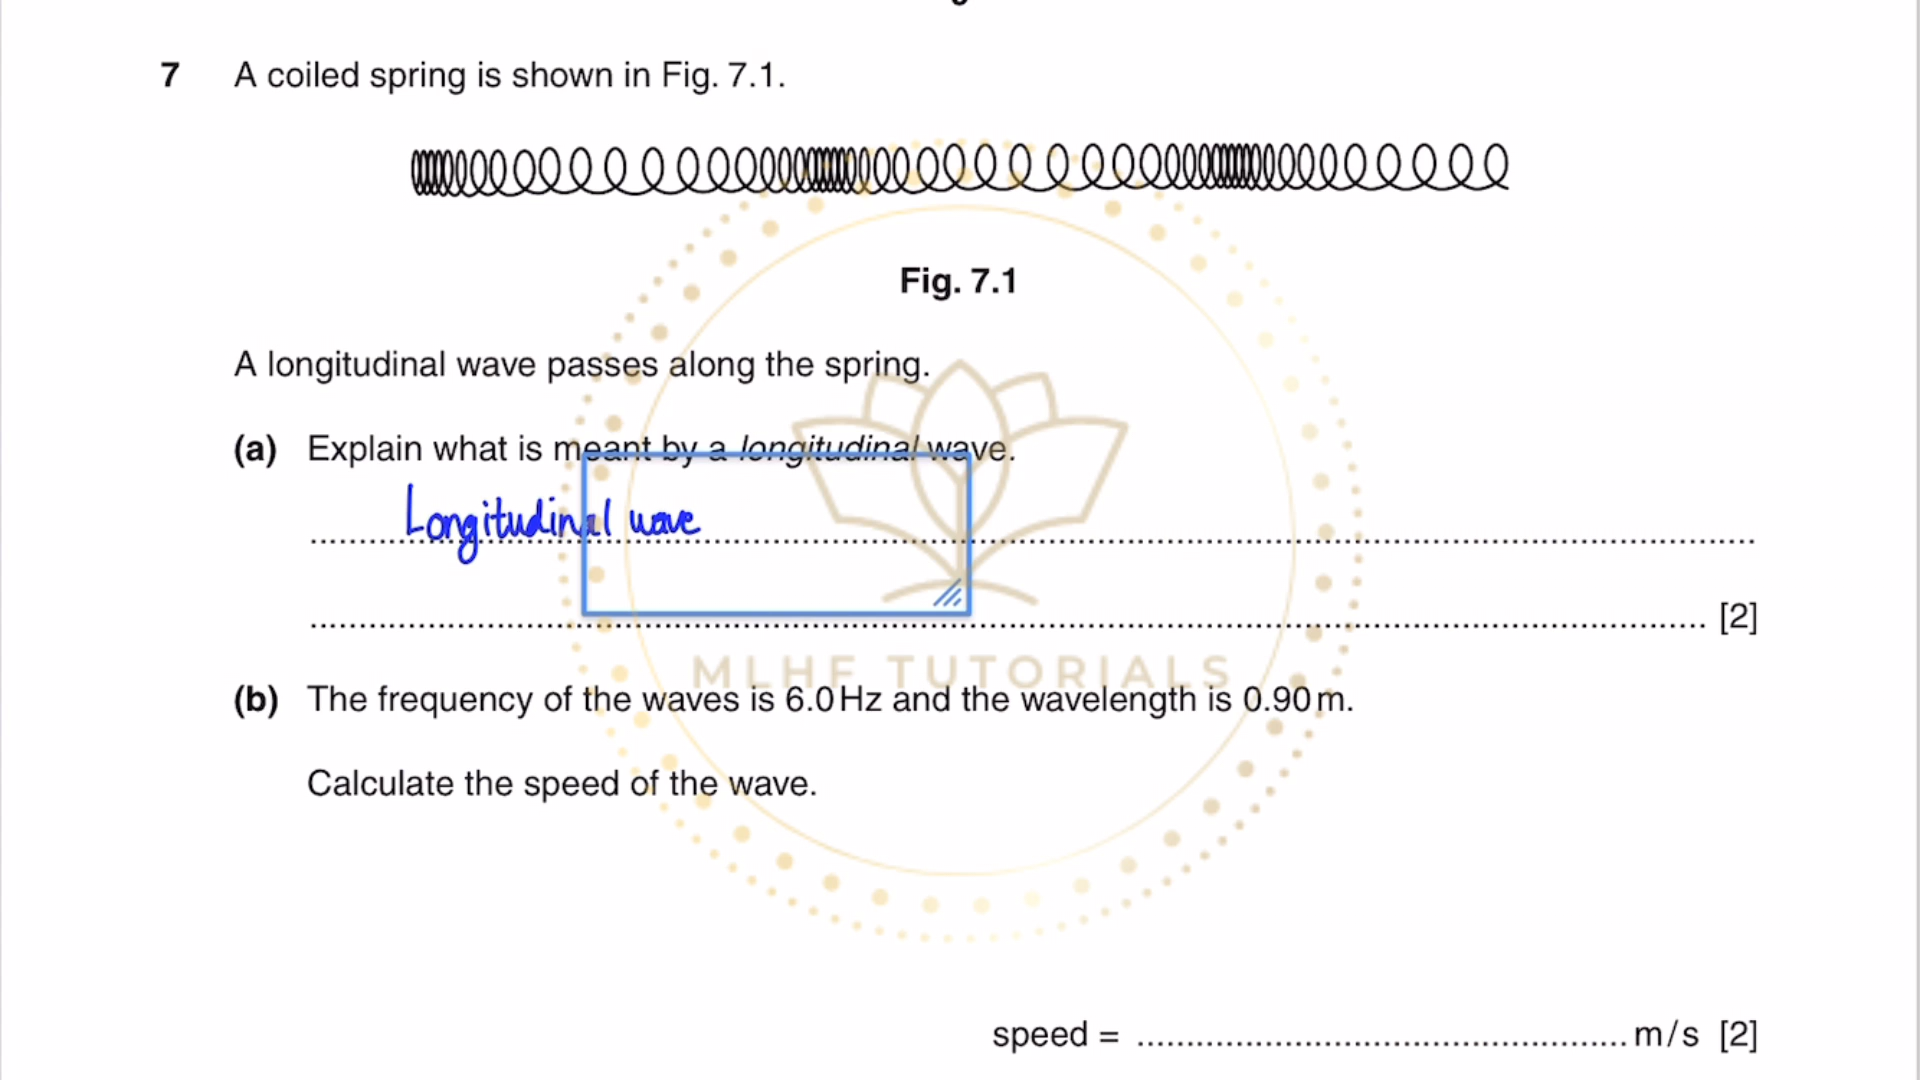 7 A coiled spring is shown in Fig. 7.1.
Fig. 7.1
A longitudinal wave passes along the spring.
(a) Explain what is meant by a longitudinal wave.
Longitudinal wave
[2]
MLHF TUTORIALS
(b) The frequency of the waves is 6.0 Hz and the wavelength is 0.90 m.
Calculate the speed of the wave.
speed = ................................................ m/s [2]